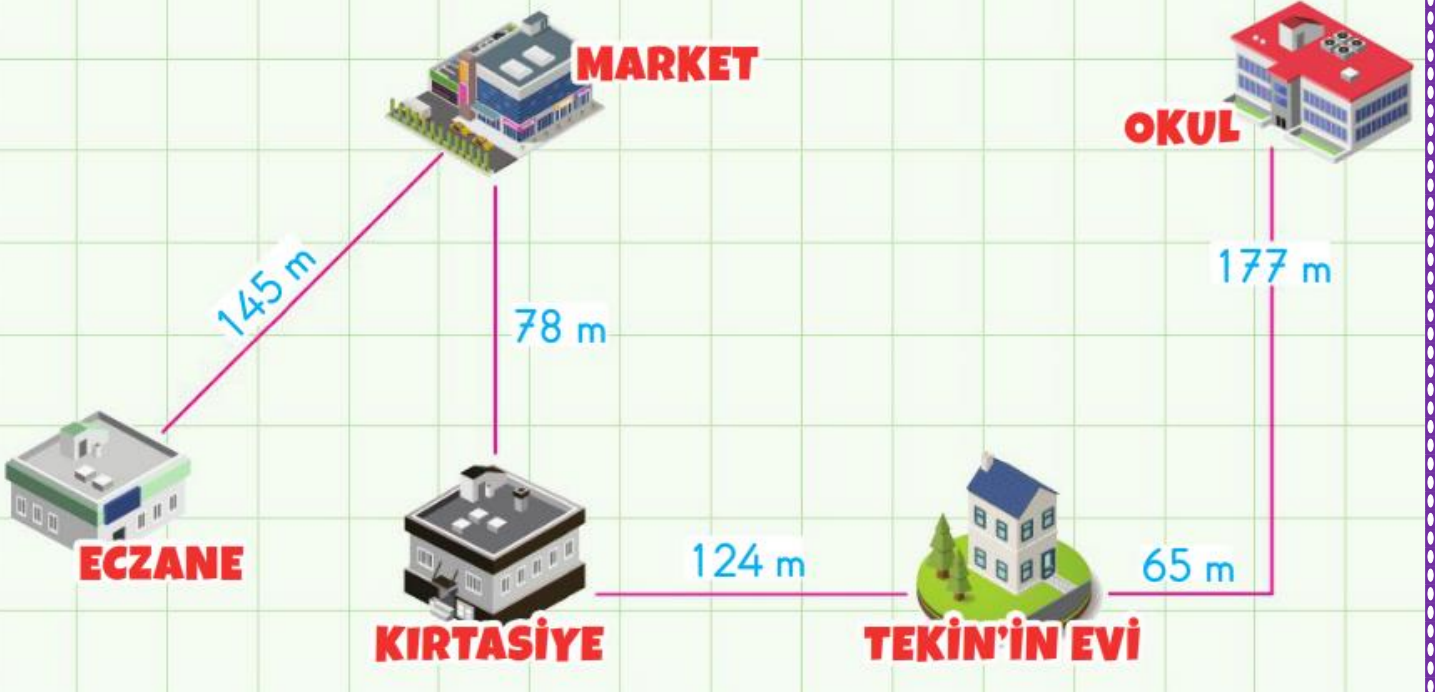 MARKET
OKUL
145 m
177 m
78 m
ECZANE
124 m
65 m
KIRTASİYE
TEKİN'İN EVİ